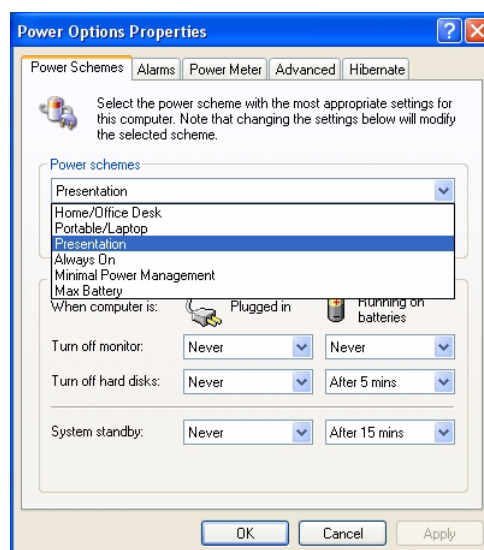 Power Options Properties
Power Schemes Alarms Power Meter Advanced Hibernate
Select the power scheme with the most appropriate settings for
this computer. Note that changing the settings below will modify
the selected scheme.
Power schemes
Presentation
Home/Office Desk
Portable/Laptop
Presentation
Always On
Minimal Power Management
Max Battery
When computer is: Plugged in Running on
batteries
Turn off monitor: Never Never
Turn off hard disks: Never After 5 mins
System standby: Never After 15 mins
OK Cancel Apply